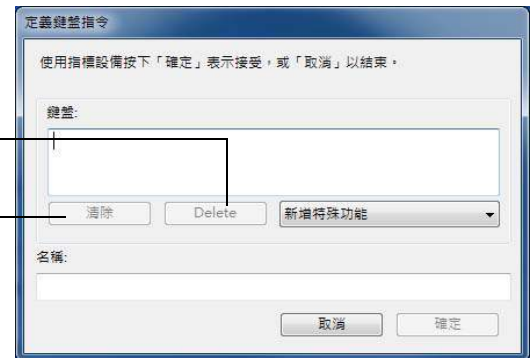 定義鍵盤指令
使用指標設備按下「確定」表示接受，或「取消」以結束。
鍵盤:
清除 Delete 新增特殊功能
名稱:
取消 確定